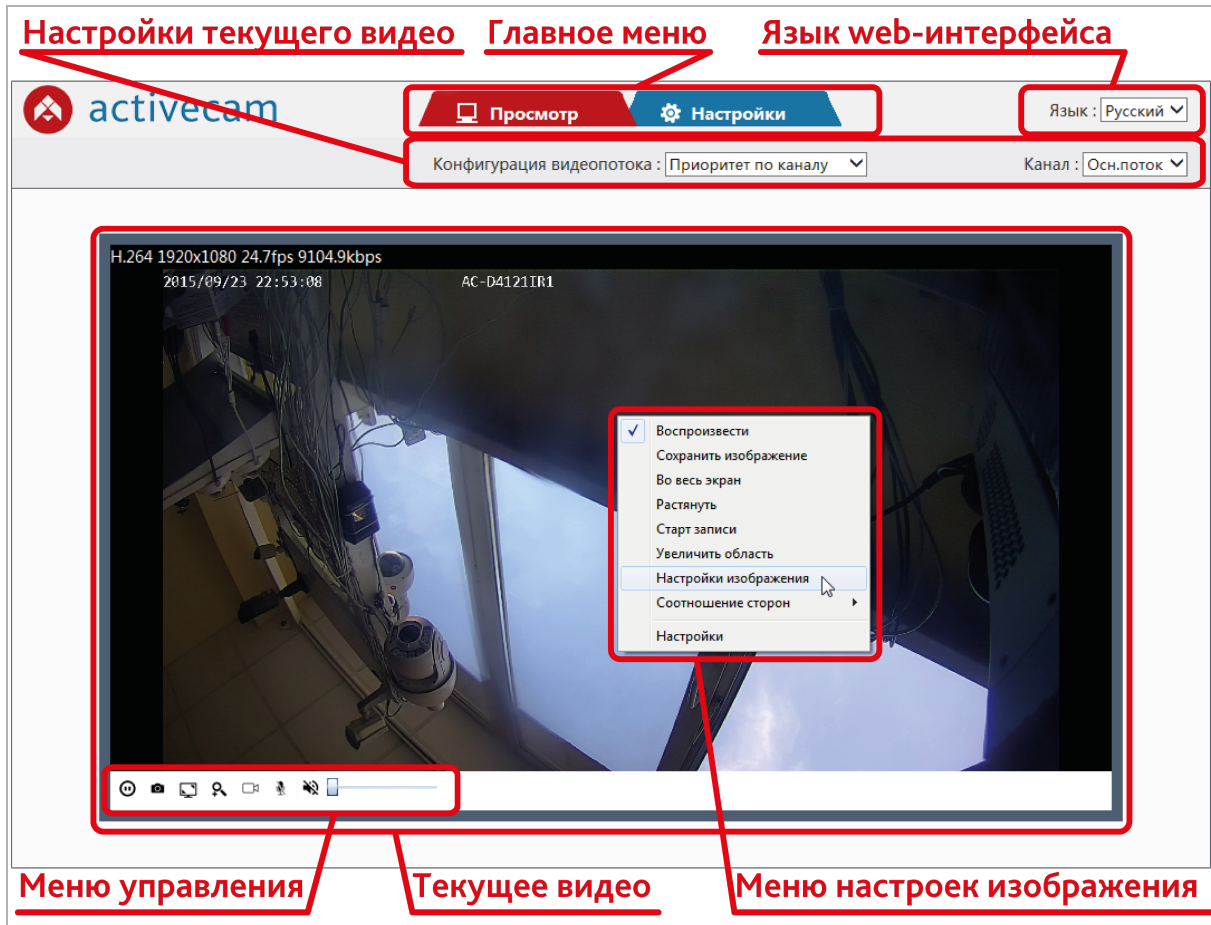 Настройки текущего видео Главное меню Язык web-интерфейса
activecam Просмотр Настройки Язык : Русский
Конфигурация видеопотока : Приоритет по каналу Канал : Осн.поток
H.264 1920x1080 24.7fps 9104.9kbps
2015/09/23 22:53:08 AC-D4121IR1
Воспроизвести
Сохранить изображение
Во весь экран
Растянуть
Старт записи
Увеличить область
Настройки изображения
Соотношение сторон
Настройки
Меню управления Текущее видео Меню настроек изображения